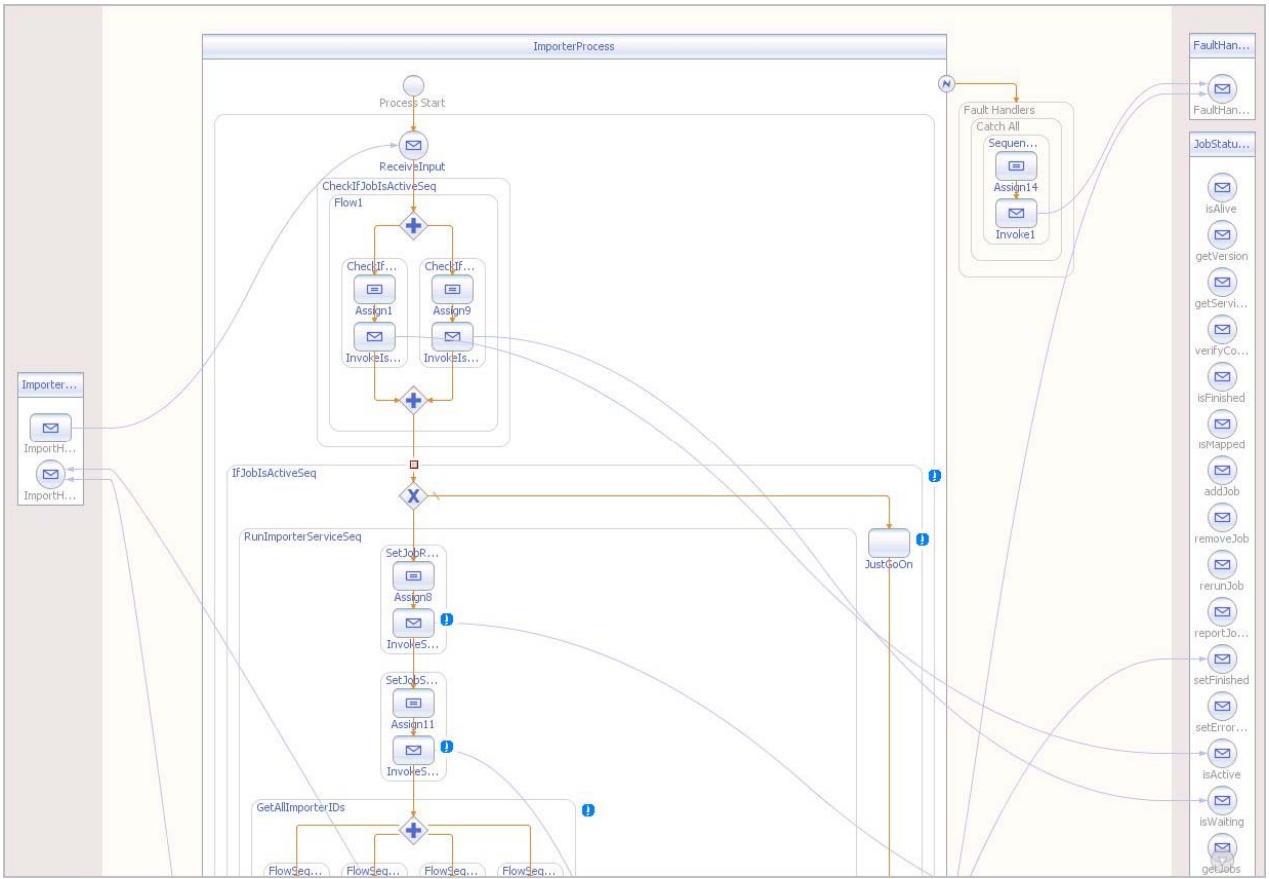 ImporterProcess
Process Start
ReceiveInput
CheckIfJobIsActiveSeq
Flow1
CheckIf...
CheckIf...
Assign1
Assign9
InvokeIs...
InvokeIs...
IfJobIsActiveSeq
RunImporterServiceSeq
JustGoOn
SetJobR...
Assign8
InvokeS...
SetJobS...
Assign11
InvokeS...
GetAllImporterIDs
FlowSeq...
FlowSeq...
FlowSeq...
FlowSeq...
Importer...
ImportH...
ImportH...
Fault Handlers
Catch All
Sequen...
Assign14
Invoke1
FaultHan...
FaultHan...
JobStatu...
isAlive
getVersion
getServi...
verifyCo...
isFinished
isMapped
addJob
removeJob
rerunJob
reportJo...
setFinished
setError...
isActive
isWaiting
getJobs